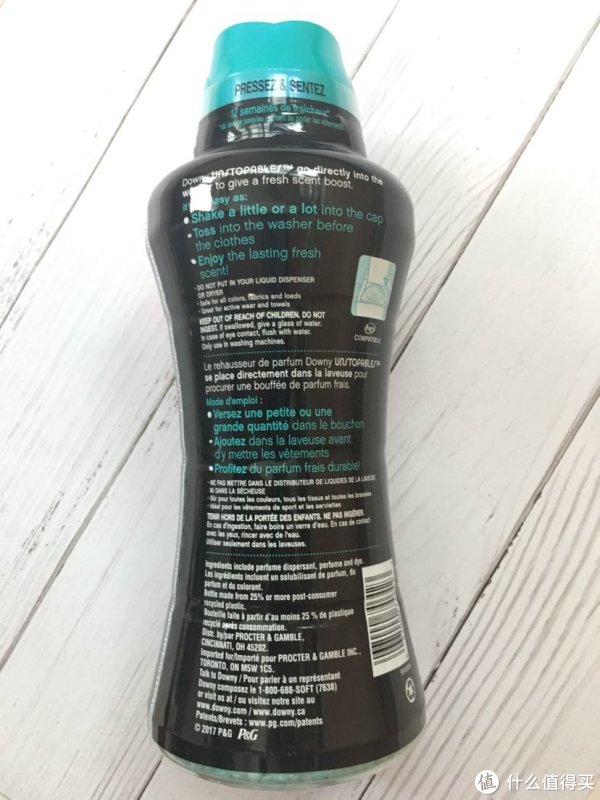 PRESSEZ & SENTEZ
12 semaines de fraîcheur*
Downy UNSTOPABLES™ go directly into the
to give a fresh scent boost.
easy as:
• Shake a little or a lot into the cap
• Toss into the washer before
the clothes
• Enjoy the lasting fresh
scent!
• DO NOT PUT IN YOUR LIQUID DISPENSER
OR DRYER
• Safe for all colors, fabrics and loads
• Great for active wear and towels
KEEP OUT OF REACH OF CHILDREN. DO NOT
INGEST. If swallowed, give a glass of water.
In case of eye contact, flush with water.
Only use in washing machines.
he
COMPATIBLE
Le rehausseur de parfum Downy UNSTOPABLES™
se place directement dans la laveuse pour
procurer une bouffée de parfum frais.
Mode d'emploi :
• Versez une petite ou une
grande quantité dans le bouchon
• Ajoutez dans la laveuse avant
d'y mettre les vêtements
• Profitez du parfum frais durable!
• NE PAS METTRE DANS LE DISTRIBUTEUR DE LIQUIDES DE LA LAVEUSE
NI DANS LA SÉCHEUSE
• Sûr pour toutes les couleurs, tous les tissus et toutes les brassées
• Idéal pour les vêtements de sport et les serviettes
TENIR HORS DE LA PORTÉE DES ENFANTS. NE PAS INGÉRER.
En cas d'ingestion, faire boire un verre d'eau. En cas de contact
avec les yeux, rincer avec de l'eau.
Utiliser seulement dans les laveuses.
Ingredients include perfume dispersant, perfume and dye.
Les ingrédients incluent un solubilisant de parfum, du
parfum et du colorant.
Bottle made from 25% or more post-consumer
recycled plastic.
Bouteille faite à partir d'au moins 25 % de plastique
recyclé après consommation.
Distr. by/par PROCTER & GAMBLE,
CINCINNATI, OH 45202.
Imported for/Importé pour PROCTER & GAMBLE INC.,
TORONTO, ON M5W 1C5.
Talk to Downy / Pour parler à un représentant
Downy composez le 1-800-688-SOFT (7638)
or visit us at / ou visitez notre site au
www.downy.com / www.downy.ca
Patents/Brevets : www.pg.com/patents
© 2017 P&G P&G
值 什么值得买